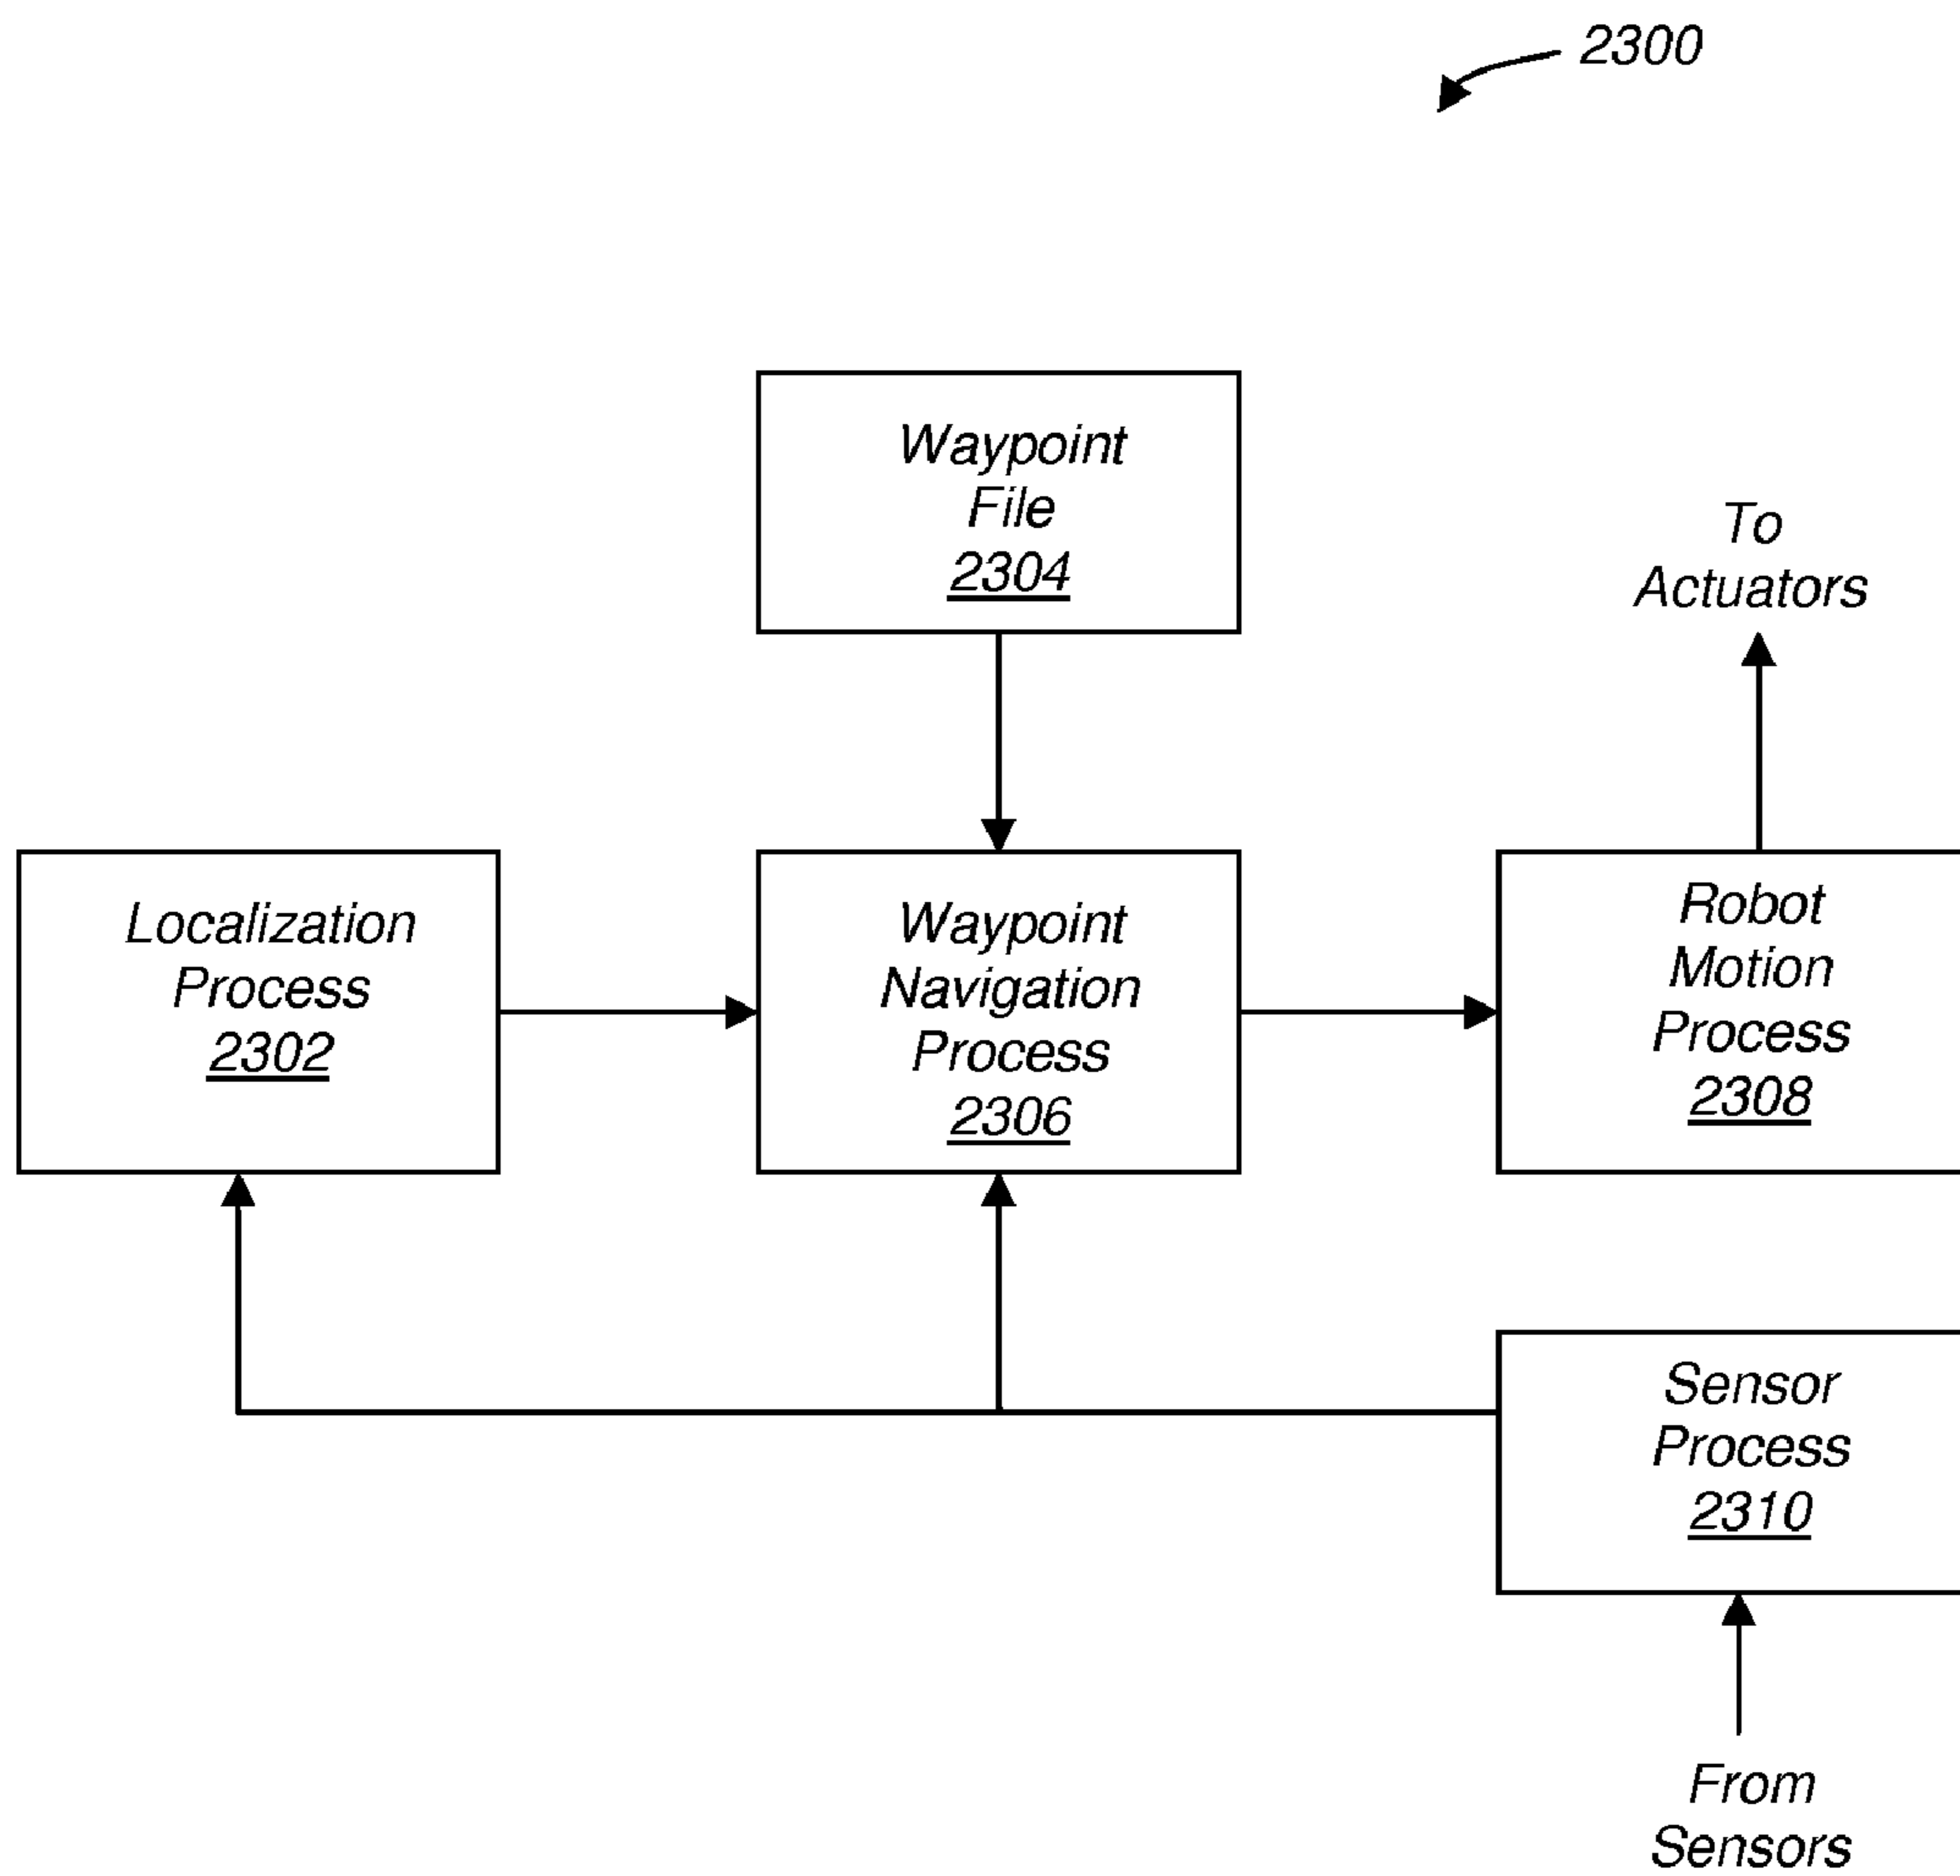 2300
Waypoint
File
2304
To
Actuators
Localization
Process
2302
Waypoint
Navigation
Process
2306
Robot
Motion
Process
2308
Sensor
Process
2310
From
Sensors